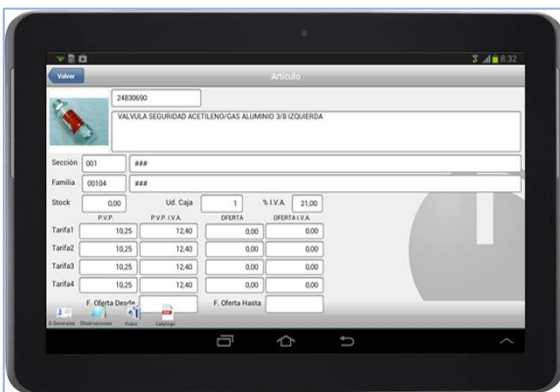 8:32
Volver Artículo
24830690
VALVULA SEGURIDAD ACETILENO/GAS ALUMINIO 3/8 IZQUIERDA
Sección 001 ###
Familia 00104 ###
Stock 0,00 Ud. Caja 1 % I.V.A. 21,00
P.V.P. P.V.P. I.V.A. OFERTA OFERTA I.V.A.
Tarifa1 10,25 12,40 0,00 0,00
Tarifa2 10,25 12,40 0,00 0,00
Tarifa3 10,25 12,40 0,00 0,00
Tarifa4 10,25 12,40 0,00 0,00
F. Oferta Desde F. Oferta Hasta
D.Generales Observaciones Fotos Catalogo